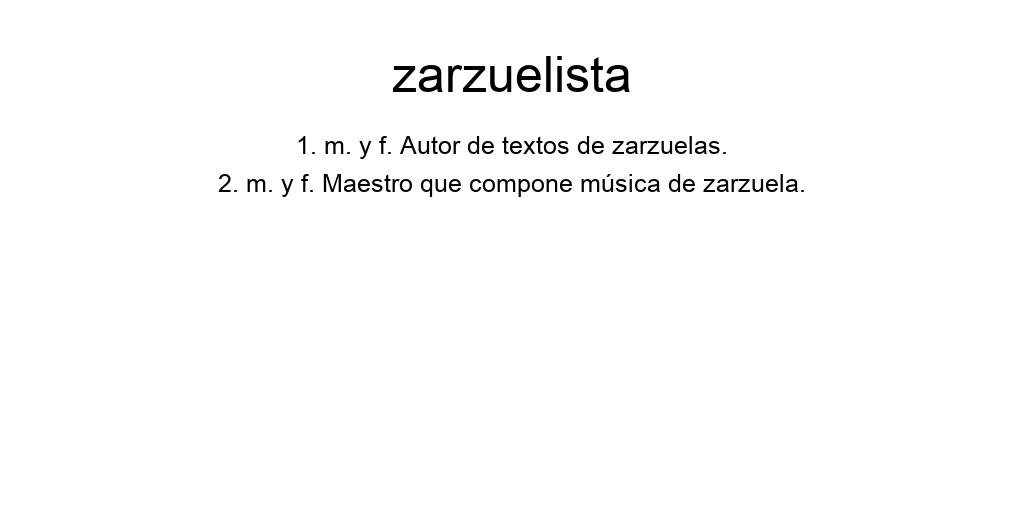 zarzuelista
1. m. y f. Autor de textos de zarzuelas.
2. m. y f. Maestro que compone música de zarzuela.